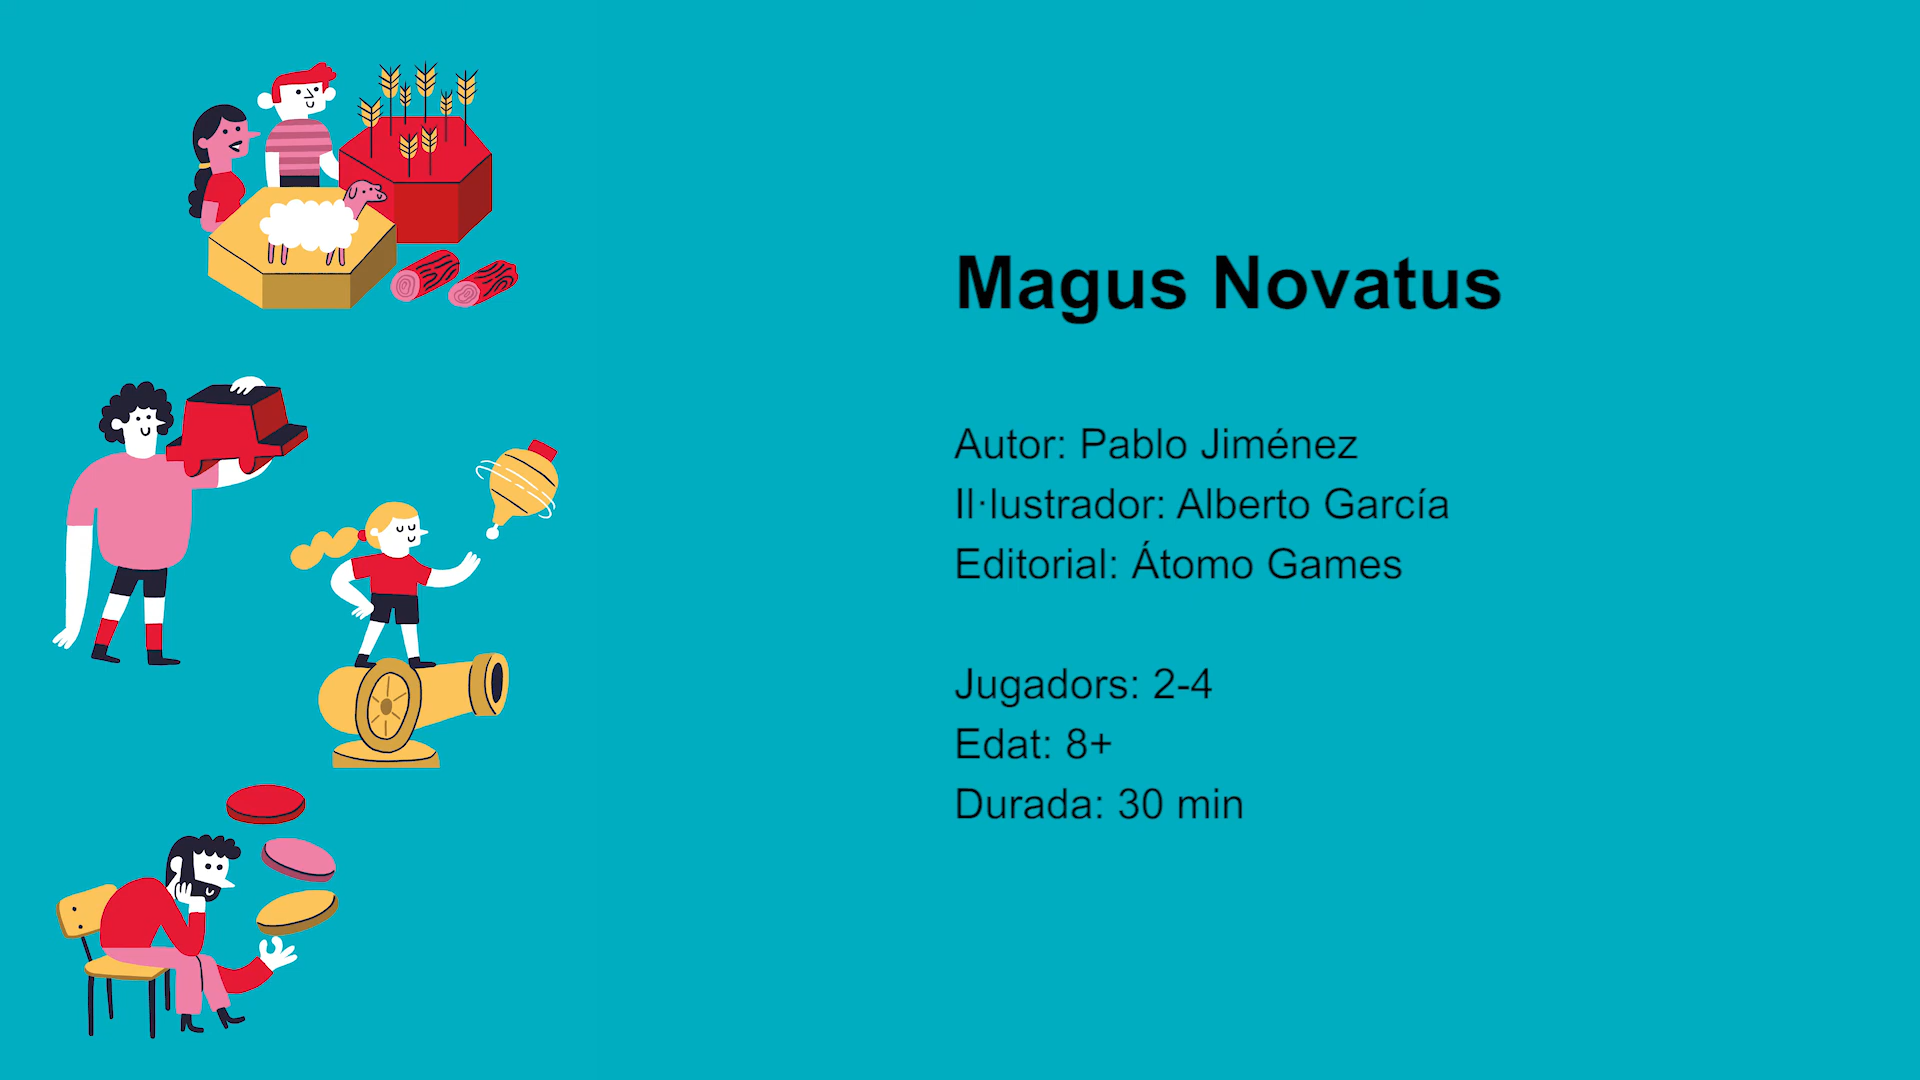 Magus Novatus
Autor: Pablo Jiménez
Il·lustrador: Alberto García
Editorial: Átomo Games
Jugadors: 2-4
Edat: 8+
Durada: 30 min